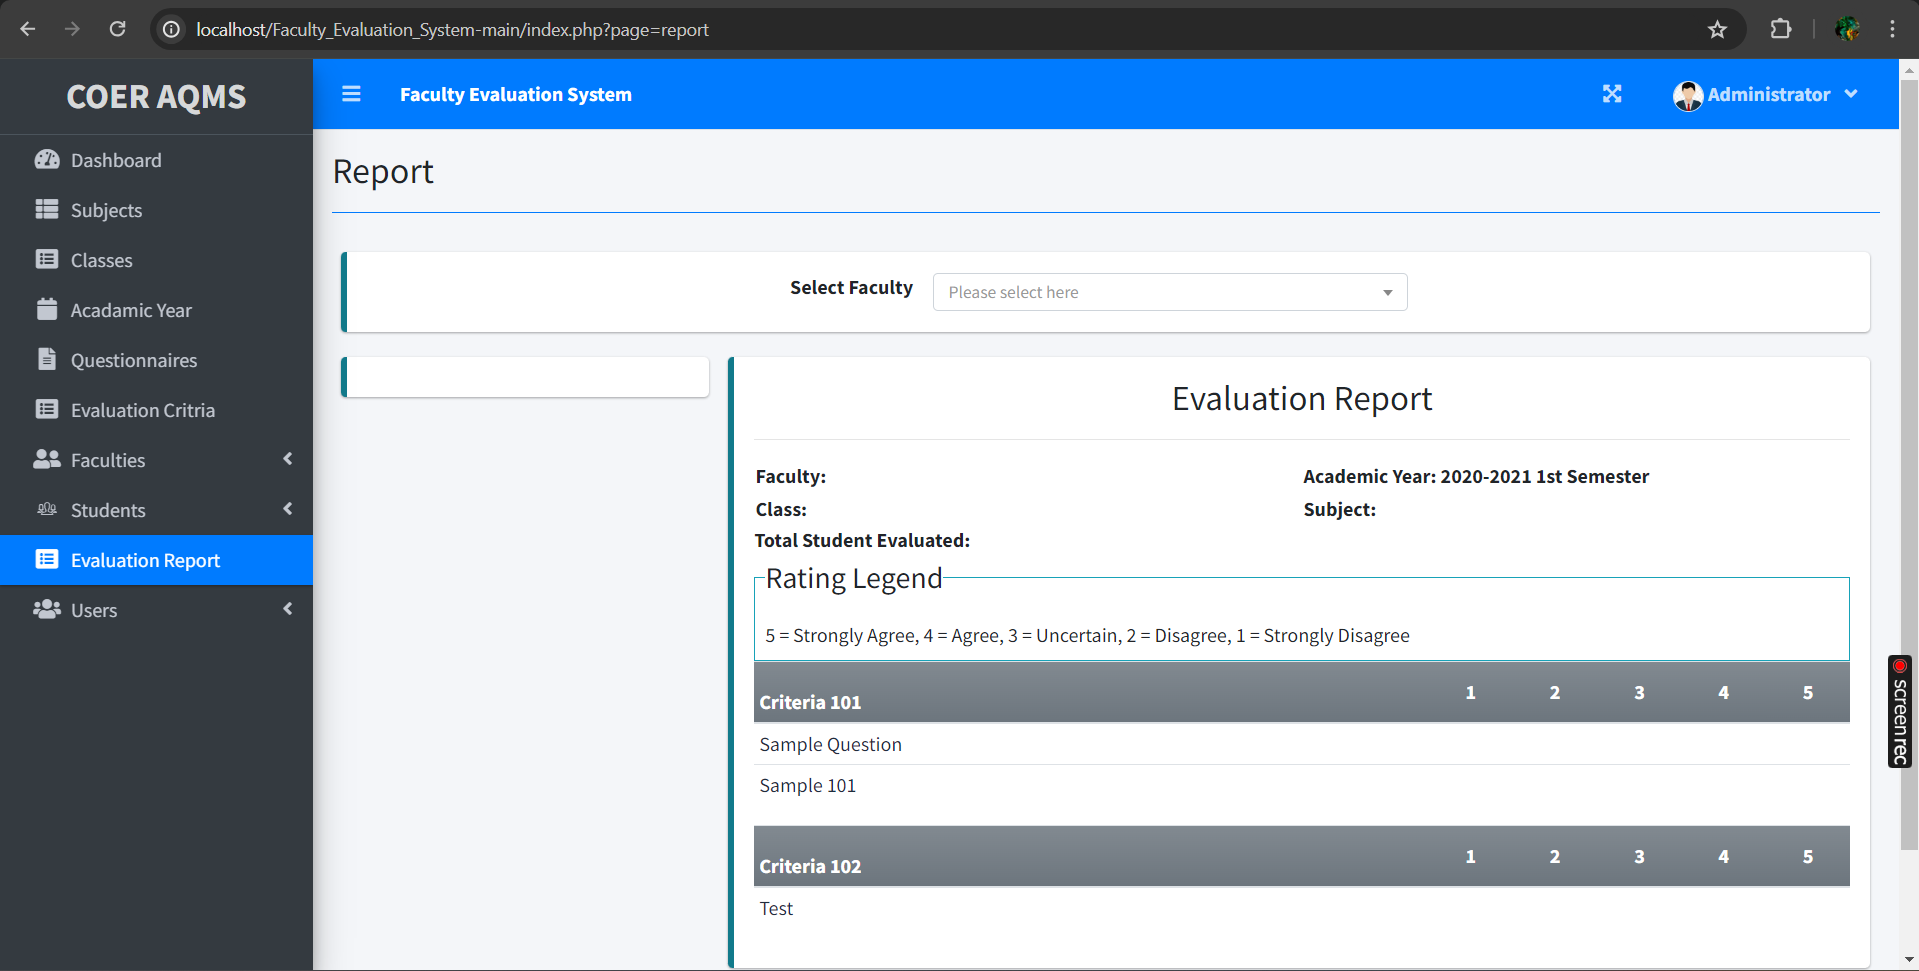 localhost/Faculty_Evaluation_System-main/index.php?page=report
COER AQMS
Faculty Evaluation System
Administrator
Dashboard
Subjects
Classes
Acadamic Year
Questionnaires
Evaluation Critria
Faculties
Students
Evaluation Report
Users
Report
Select Faculty Please select here
Evaluation Report
Faculty: Academic Year: 2020-2021 1st Semester
Class: Subject:
Total Student Evaluated:
Rating Legend
5 = Strongly Agree, 4 = Agree, 3 = Uncertain, 2 = Disagree, 1 = Strongly Disagree
Criteria 101 1 2 3 4 5
Sample Question
Sample 101
Criteria 102 1 2 3 4 5
Test
screenrec